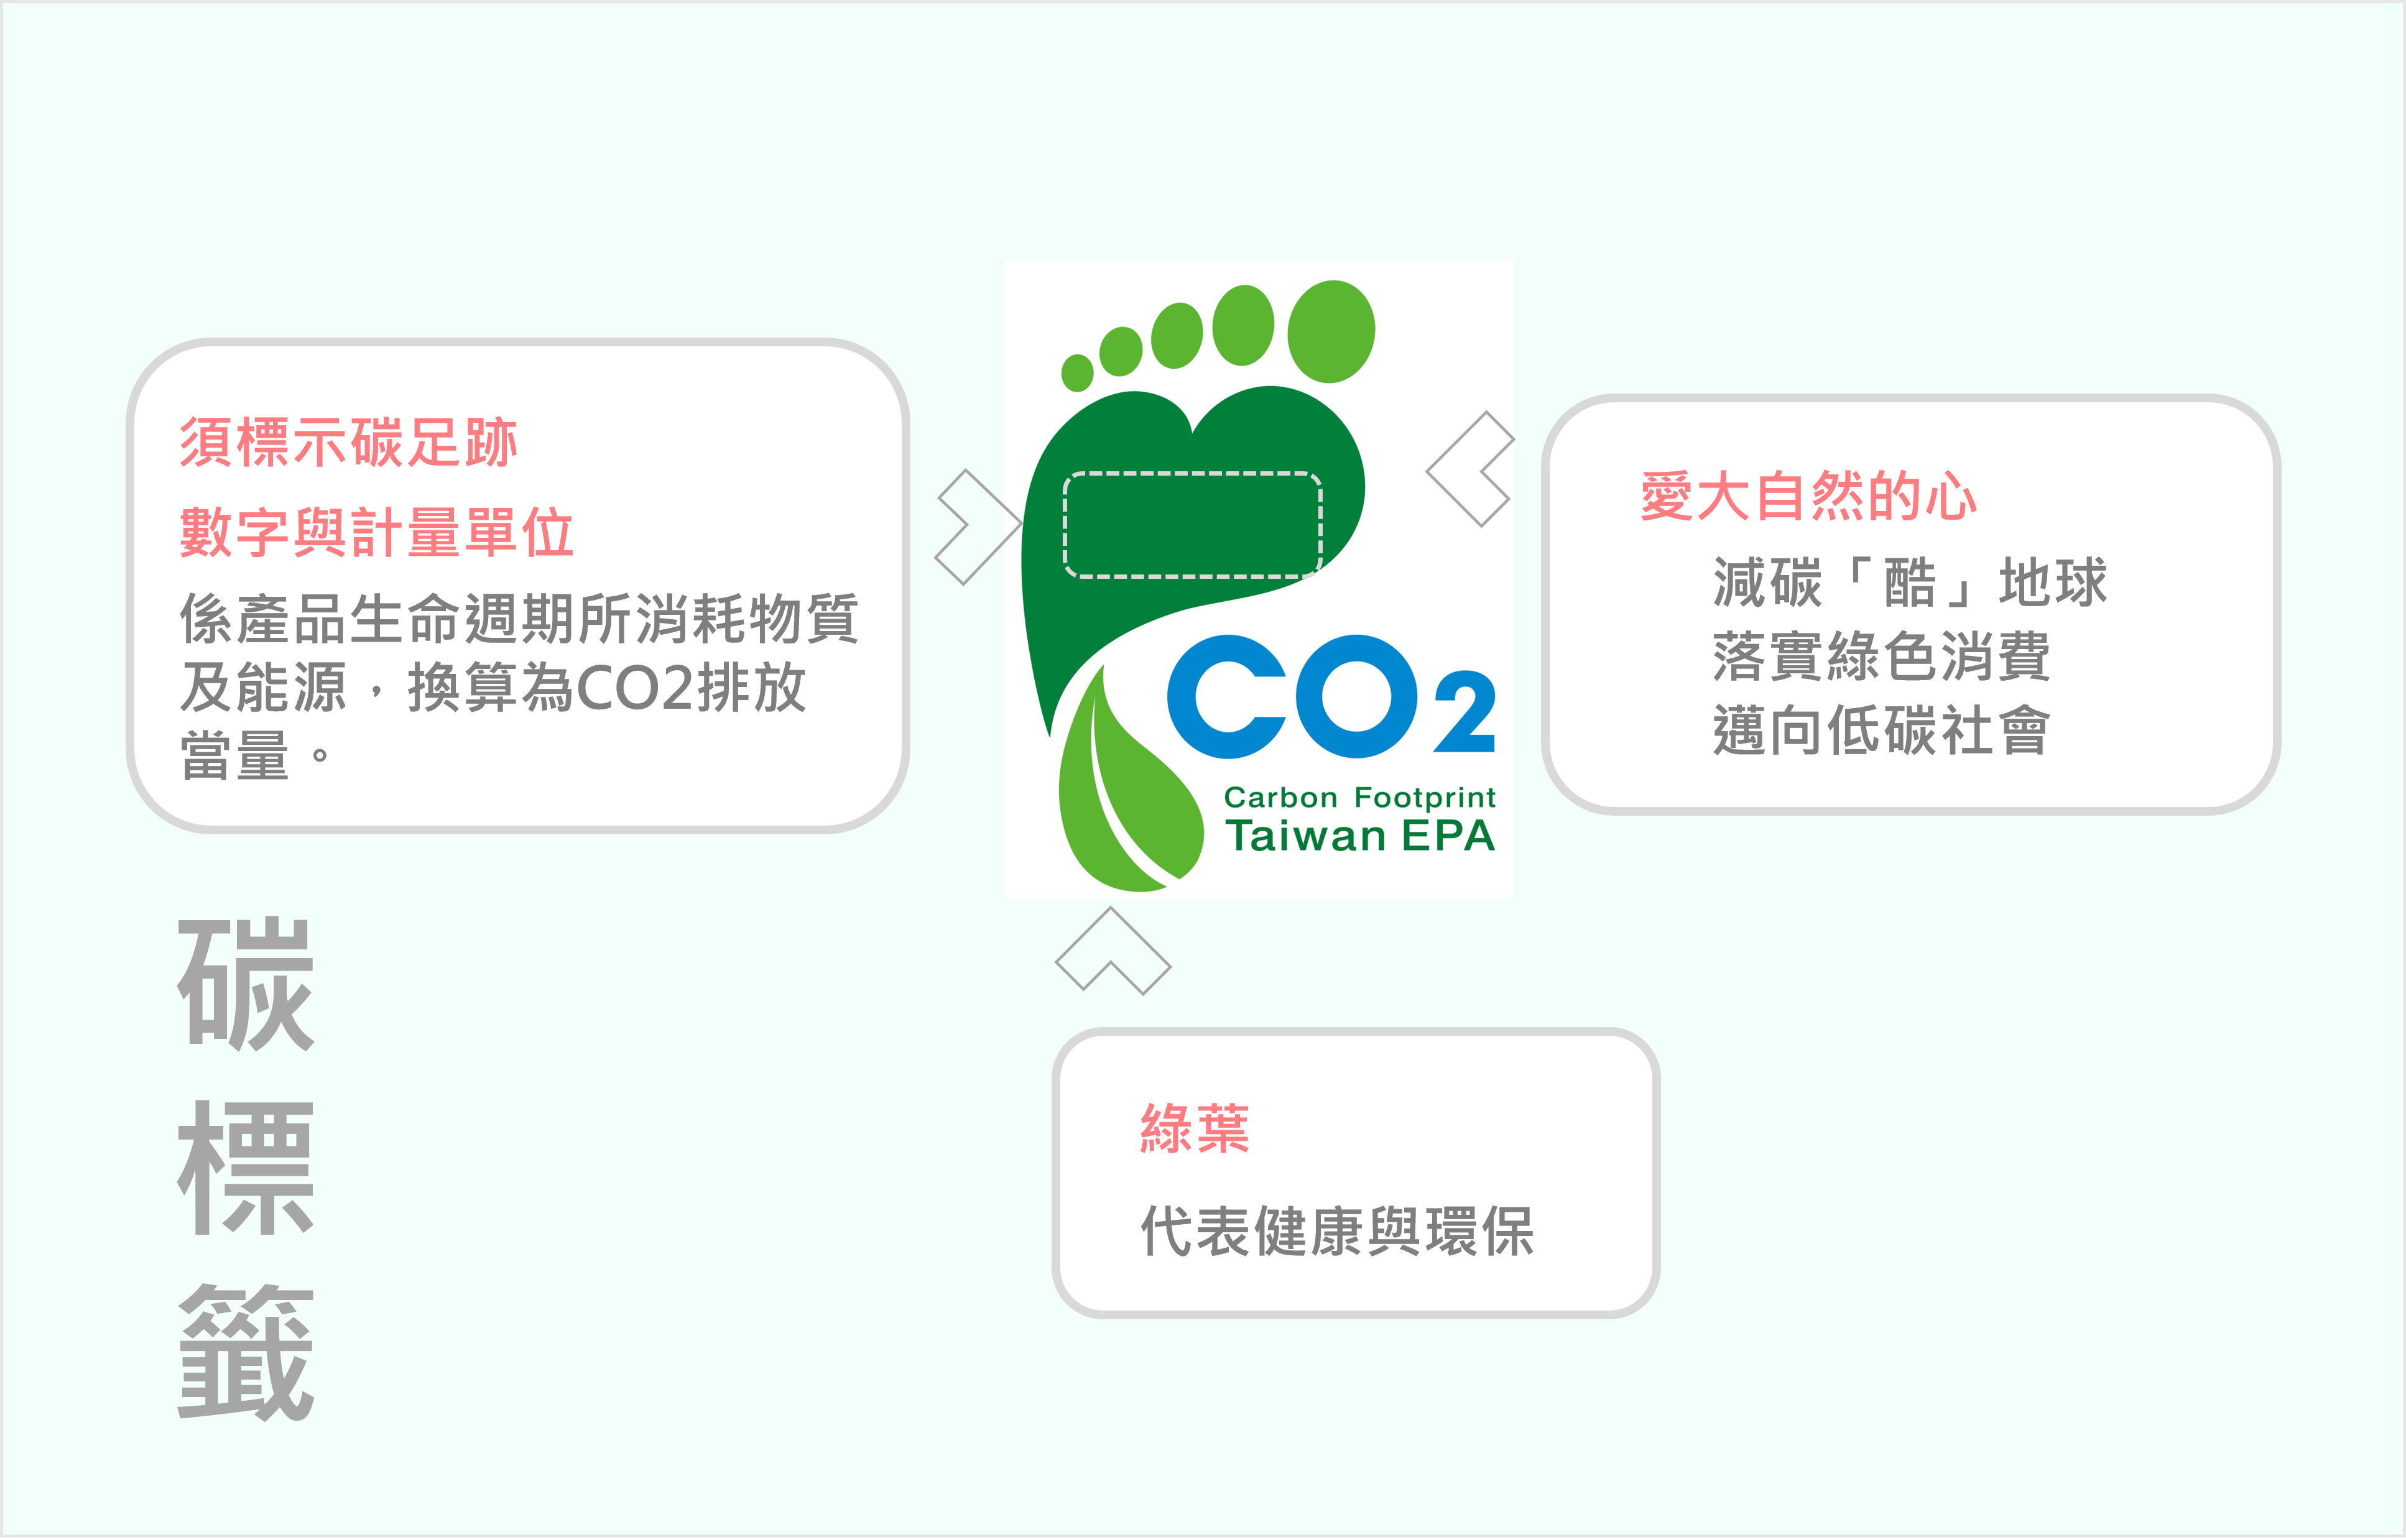 須標示碳足跡
數字與計量單位
係產品生命週期所消耗物質
及能源，換算為CO2排放
當量。
CO2
Carbon Footprint
Taiwan EPA
愛大自然的心
減碳「酷」地球
落實綠色消費
邁向低碳社會
碳
標
籤
綠葉
代表健康與環保